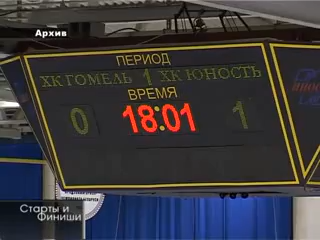 Архив
ПЕРИОД
ХК ГОМЕЛЬ 1 ХК ЮНОСТЬ
ВРЕМЯ
0 18:01 1
Старты и
Финиши